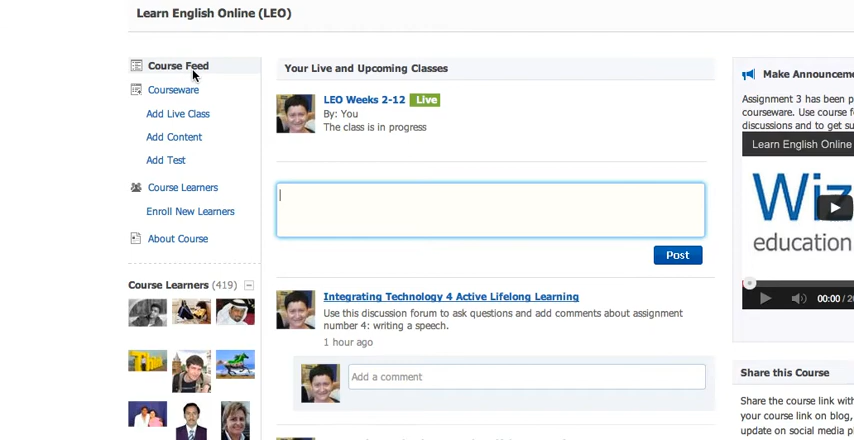 Learn English Online (LEO)
Course Feed
Courseware
Add Live Class
Add Content
Add Test
Course Learners
Enroll New Learners
About Course
Course Learners (419)
Your Live and Upcoming Classes
LEO Weeks 2-12 Live
By: You
The class is in progress
Post
Integrating Technology 4 Active Lifelong Learning
Use this discussion forum to ask questions and add comments about assignment
number 4: writing a speech.
1 hour ago
Add a comment
Make Announceme
Assignment 3 has been p
courseware. Use course f
discussions and to get su
Learn English Online
Wiz
education
00:00 / 2
Share this Course
Share the course link with
your course link on blog,
update on social media p